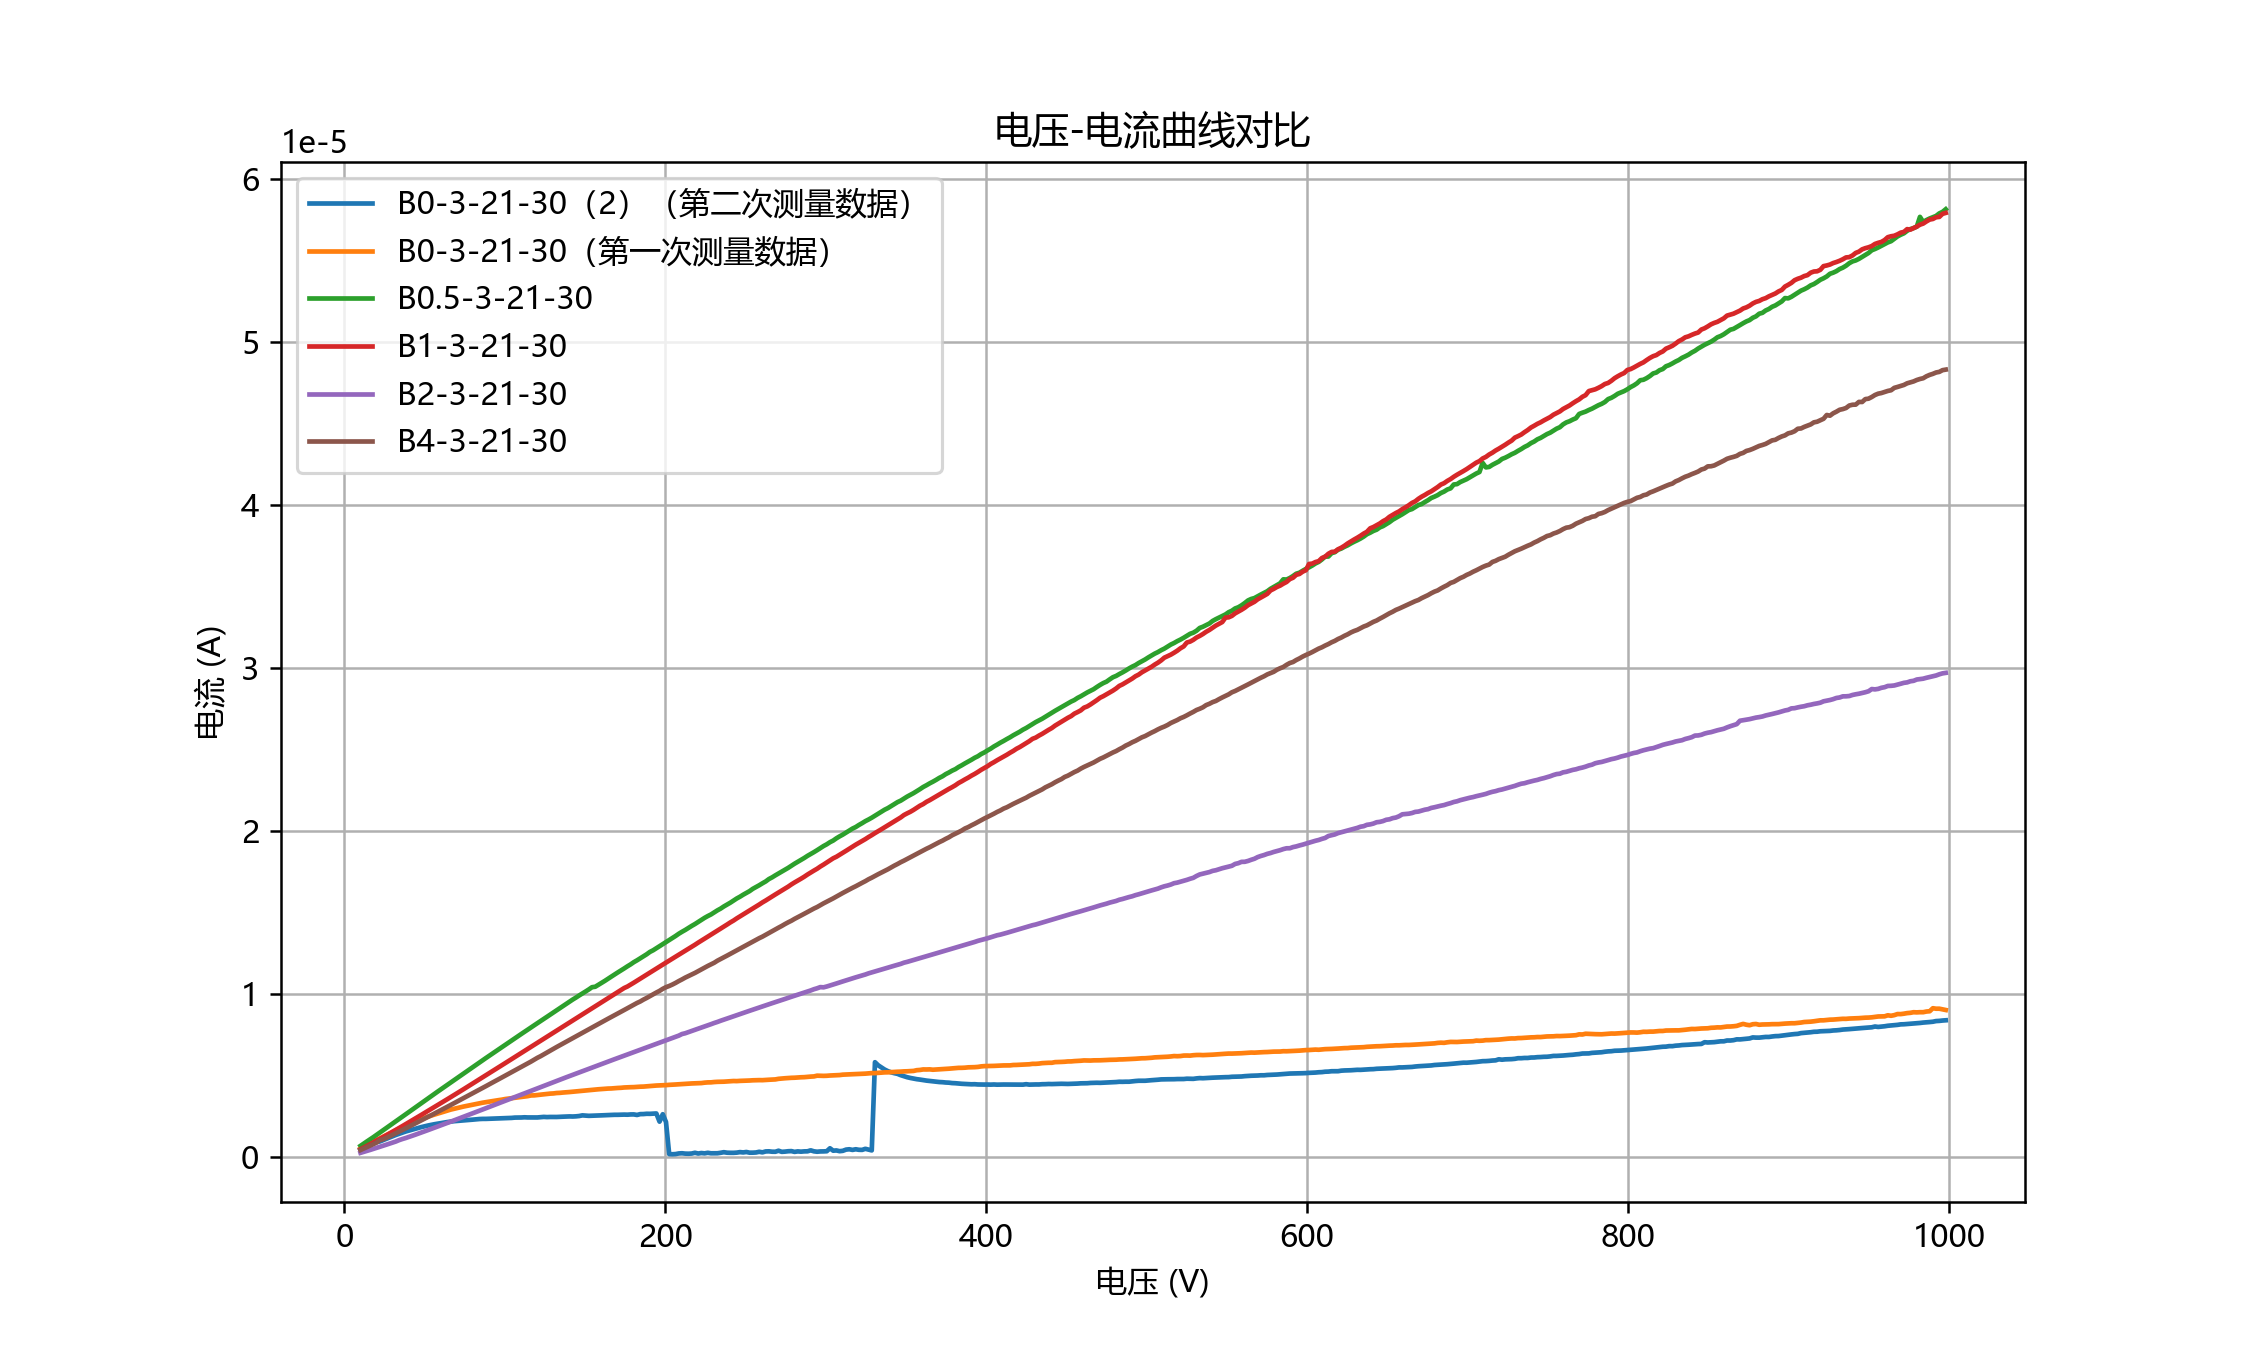 电压-电流曲线对比
1e-5
6
5
4
3
2
1
0
电流 (A)
B0-3-21-30（2）（第二次测量数据）
B0-3-21-30（第一次测量数据）
B0.5-3-21-30
B1-3-21-30
B2-3-21-30
B4-3-21-30
0 200 400 600 800 1000
电压 (V)